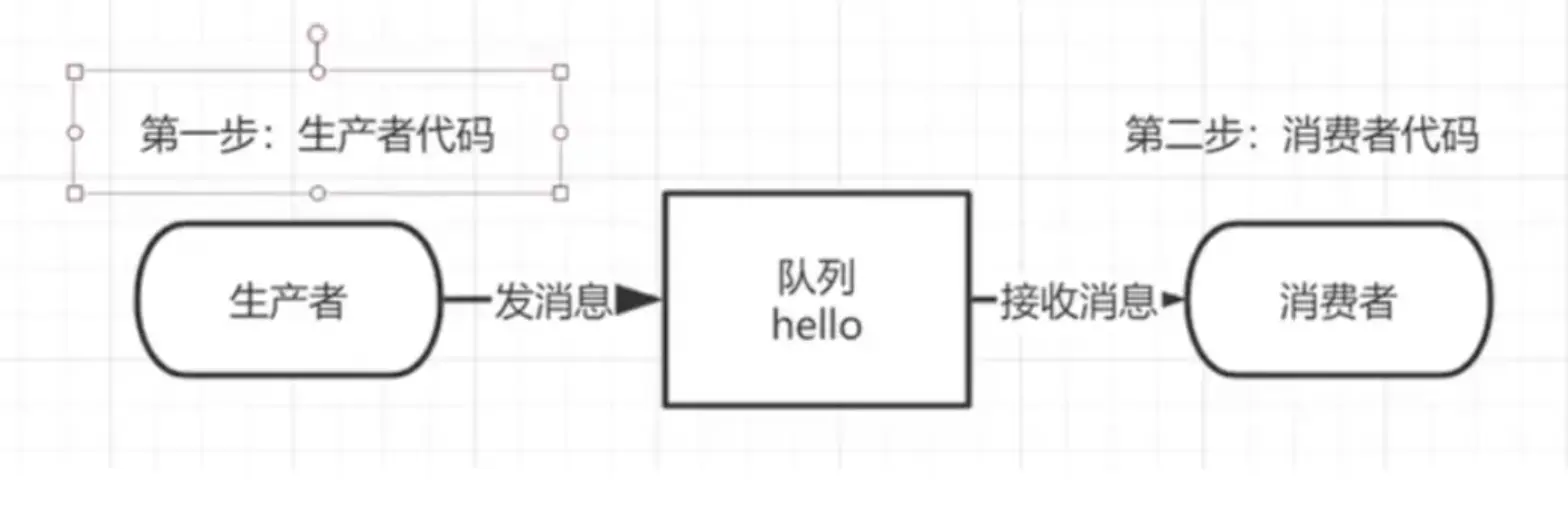 第一步：生产者代码
第二步：消费者代码
生产者
发消息
队列
hello
接收消息
消费者